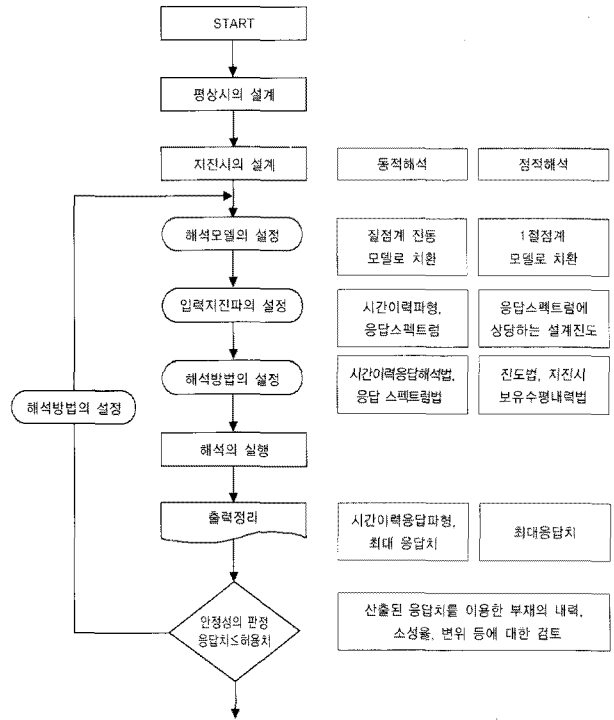 START
평상시의 설계
지진시의 설계
동적해석
정적해석
해석모델의 설정
질점계 진동
모델로 치환
1절점계
모델로 치환
입력지진파의 설정
시간이력파형,
응답스펙트럼
응답스펙트럼에
상당하는 설계진도
해석방법의 설정
해석방법의 설정
시간이력응답해석법,
응답 스펙트럼법
진도법, 지진시
보유수평내력법
해석의 실행
출력정리
시간이력응답파형,
최대 응답치
최대응답치
안정성의 판정
응답치≤허용치
산출된 응답치를 이용한 부재의 내력,
소성율, 변위 등에 대한 검토